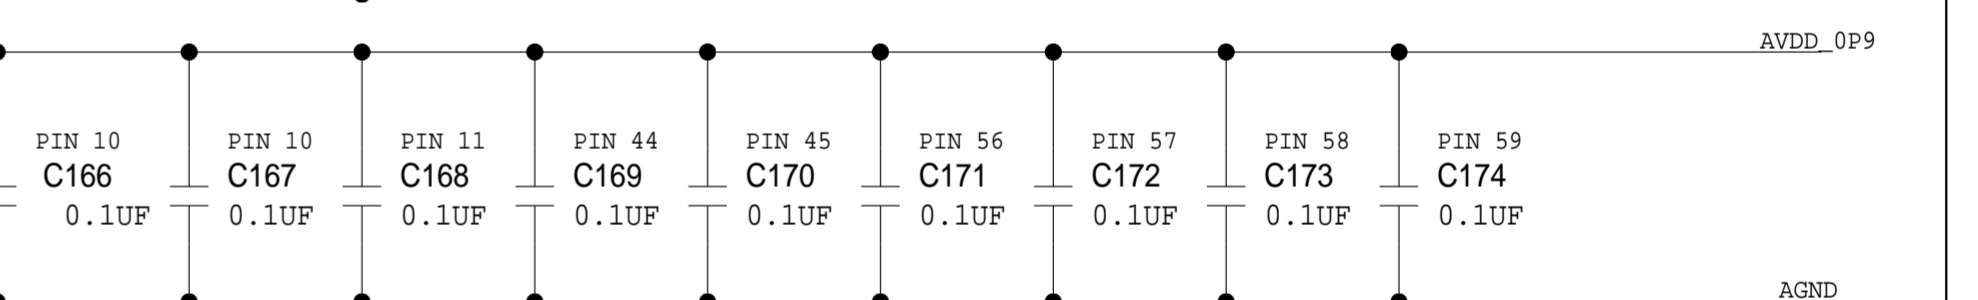 AVDD_0P9
PIN 10 PIN 10 PIN 11 PIN 44 PIN 45 PIN 56 PIN 57 PIN 58 PIN 59
C166 C167 C168 C169 C170 C171 C172 C173 C174
0.1UF 0.1UF 0.1UF 0.1UF 0.1UF 0.1UF 0.1UF 0.1UF 0.1UF
AGND